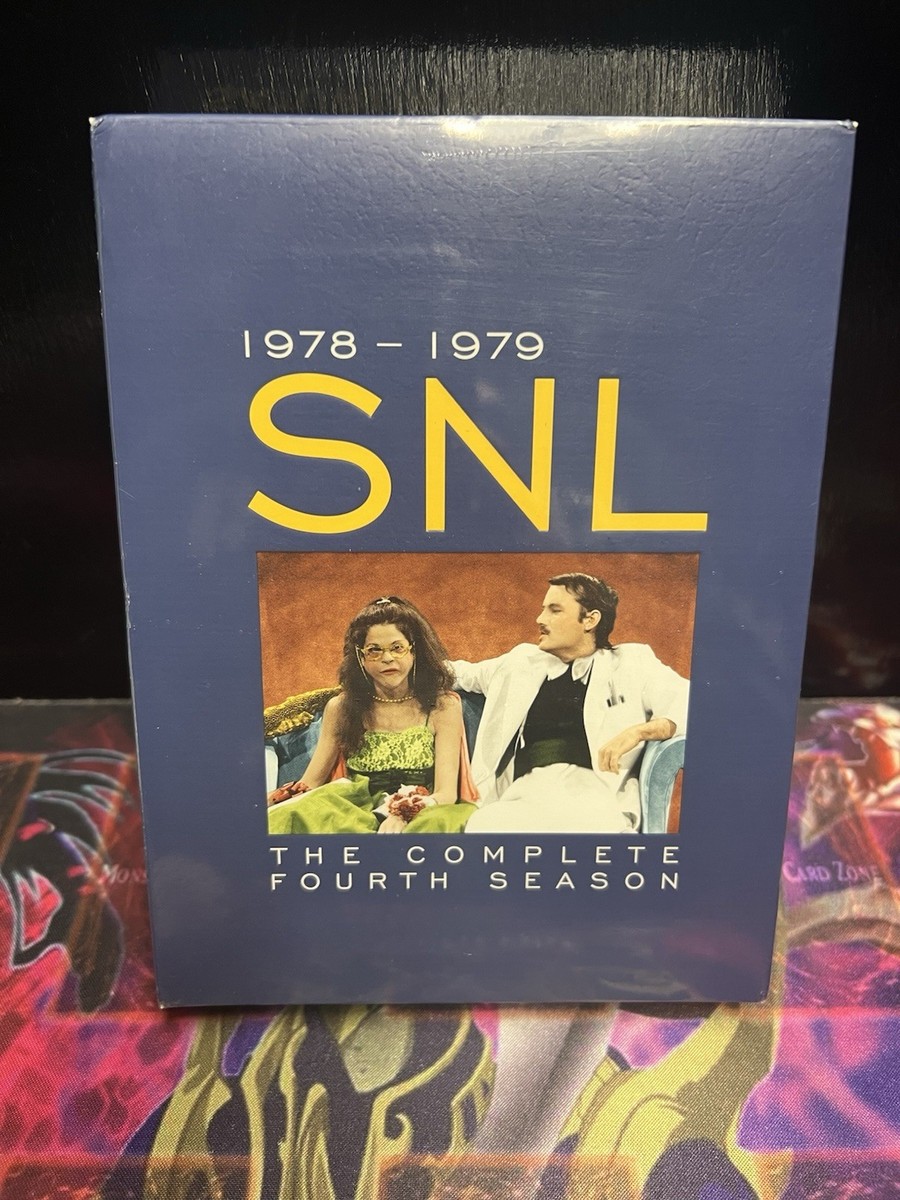 1978 – 1979
SNL
THE COMPLETE
FOURTH SEASON
CARD ZONE